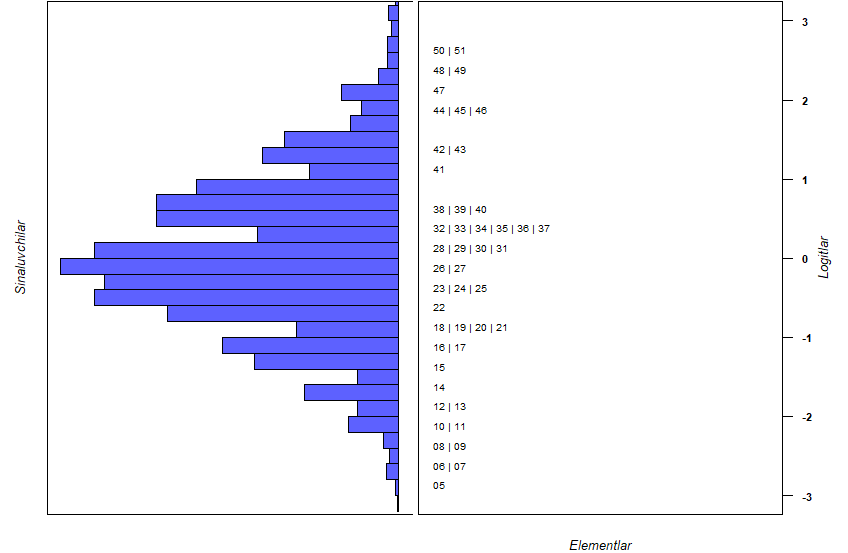 3
50 | 51
48 | 49
47
2
44 | 45 | 46
42 | 43
41
1
38 | 39 | 40
32 | 33 | 34 | 35 | 36 | 37
28 | 29 | 30 | 31
Sinaluvchilar
0
Logitlar
26 | 27
23 | 24 | 25
22
18 | 19 | 20 | 21
-1
16 | 17
15
14
12 | 13
-2
10 | 11
08 | 09
06 | 07
05
-3
Elementlar